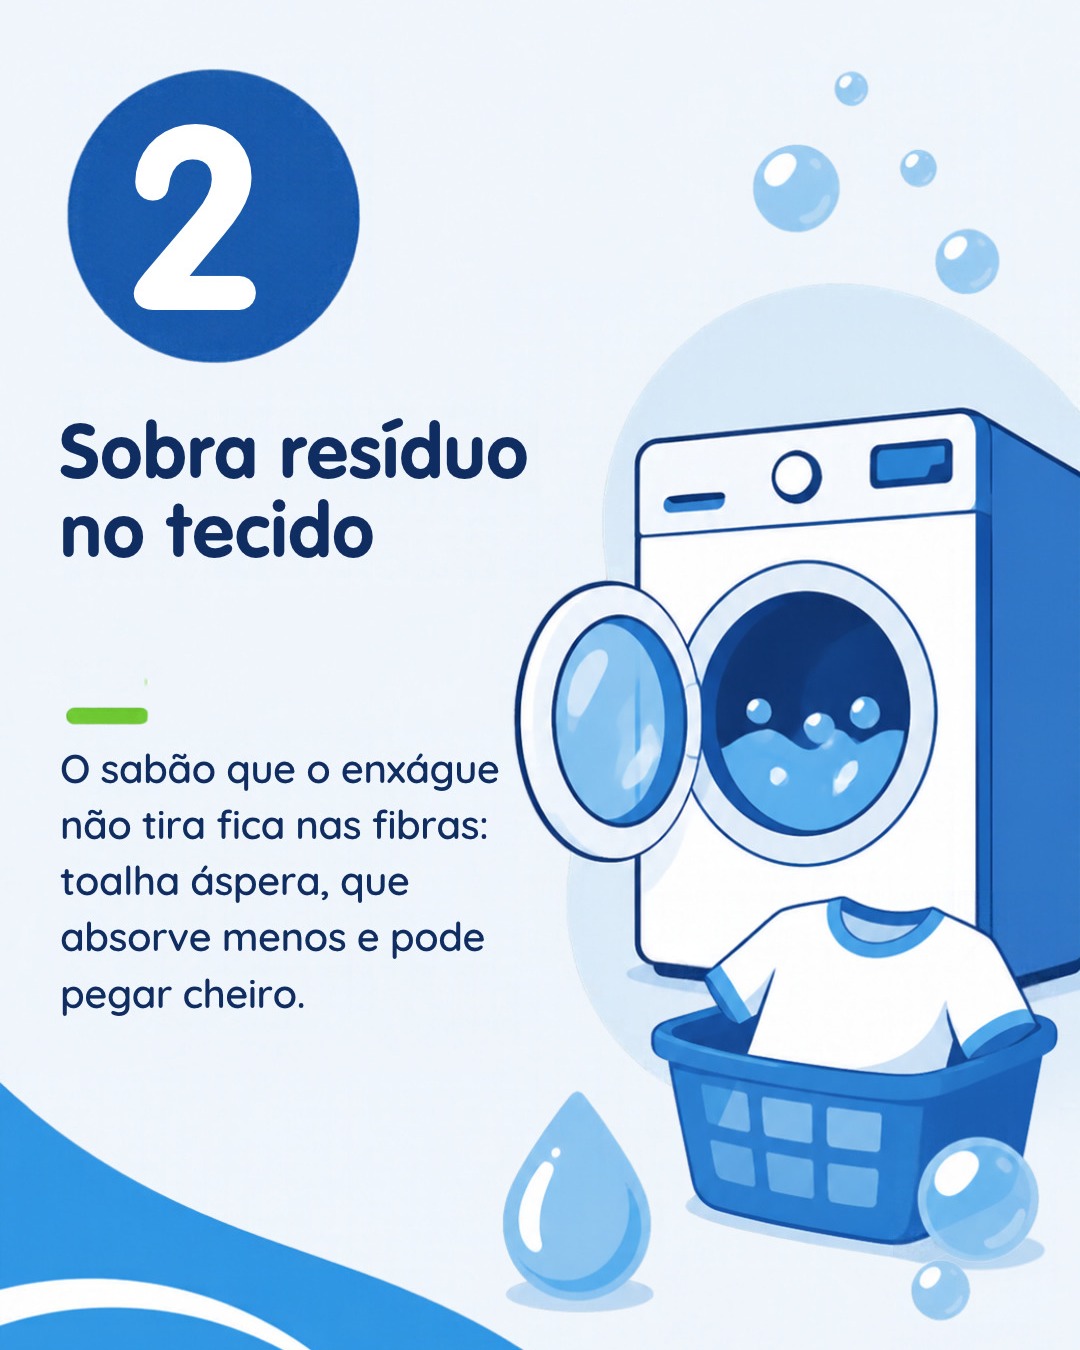 2
Sobra resíduo
no tecido
O sabão que o enxágue
não tira fica nas fibras:
toalha áspera, que
absorve menos e pode
pegar cheiro.